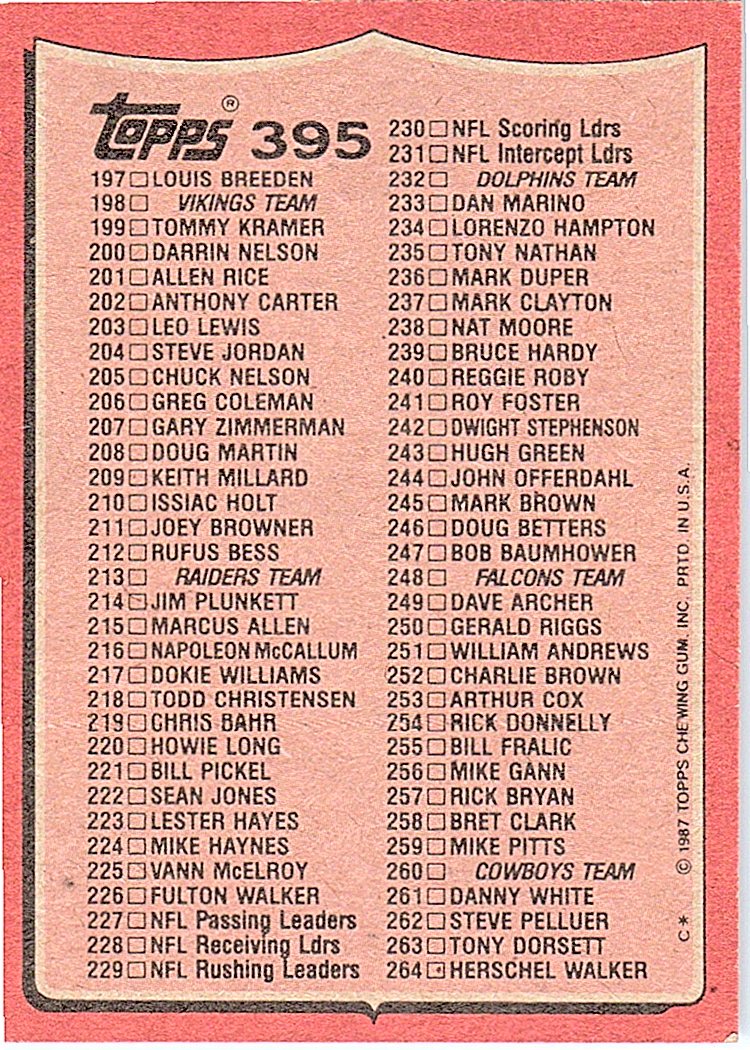 Topps® 395
197 □ LOUIS BREEDEN
198 □ VIKINGS TEAM
199 □ TOMMY KRAMER
200 □ DARRIN NELSON
201 □ ALLEN RICE
202 □ ANTHONY CARTER
203 □ LEO LEWIS
204 □ STEVE JORDAN
205 □ CHUCK NELSON
206 □ GREG COLEMAN
207 □ GARY ZIMMERMAN
208 □ DOUG MARTIN
209 □ KEITH MILLARD
210 □ ISSIAC HOLT
211 □ JOEY BROWNER
212 □ RUFUS BESS
213 □ RAIDERS TEAM
214 □ JIM PLUNKETT
215 □ MARCUS ALLEN
216 □ NAPOLEON McCALLUM
217 □ DOKIE WILLIAMS
218 □ TODD CHRISTENSEN
219 □ CHRIS BAHR
220 □ HOWIE LONG
221 □ BILL PICKEL
222 □ SEAN JONES
223 □ LESTER HAYES
224 □ MIKE HAYNES
225 □ VANN McELROY
226 □ FULTON WALKER
227 □ NFL Passing Leaders
228 □ NFL Receiving Ldrs
229 □ NFL Rushing Leaders
230 □ NFL Scoring Ldrs
231 □ NFL Intercept Ldrs
232 □ DOLPHINS TEAM
233 □ DAN MARINO
234 □ LORENZO HAMPTON
235 □ TONY NATHAN
236 □ MARK DUPER
237 □ MARK CLAYTON
238 □ NAT MOORE
239 □ BRUCE HARDY
240 □ REGGIE ROBY
241 □ ROY FOSTER
242 □ DWIGHT STEPHENSON
243 □ HUGH GREEN
244 □ JOHN OFFERDAHL
245 □ MARK BROWN
246 □ DOUG BETTERS
247 □ BOB BAUMHOWER
248 □ FALCONS TEAM
249 □ DAVE ARCHER
250 □ GERALD RIGGS
251 □ WILLIAM ANDREWS
252 □ CHARLIE BROWN
253 □ ARTHUR COX
254 □ RICK DONNELLY
255 □ BILL FRALIC
256 □ MIKE GANN
257 □ RICK BRYAN
258 □ BRET CLARK
259 □ MIKE PITTS
260 □ COWBOYS TEAM
261 □ DANNY WHITE
262 □ STEVE PELLUER
263 □ TONY DORSETT
264 □ HERSCHEL WALKER
C* © 1987 TOPPS CHEWING GUM, INC. PRTD IN U.S.A.